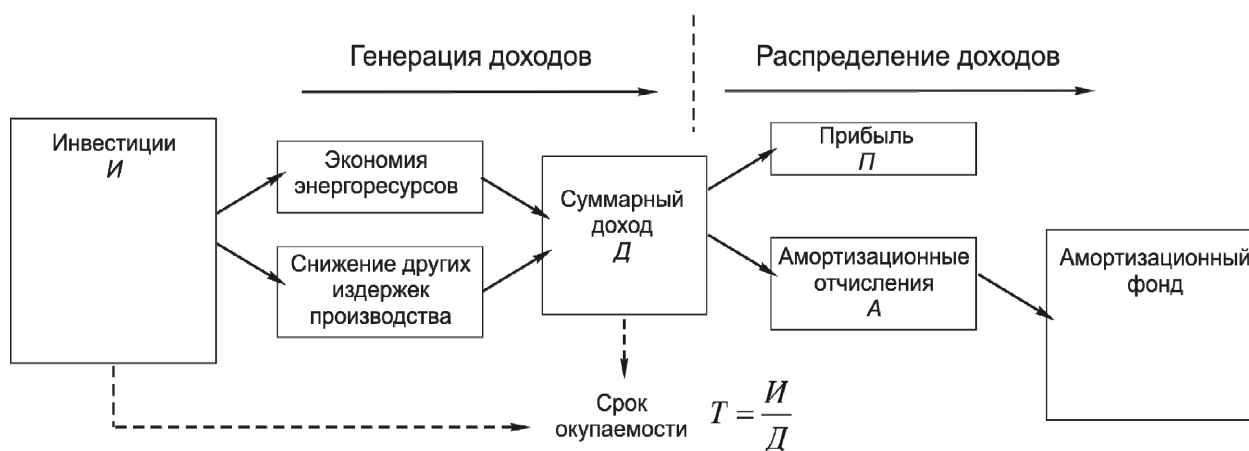 Генерация доходов
Распределение доходов
Инвестиции
И
Экономия
энергоресурсов
Снижение других
издержек
производства
Суммарный
доход
Д
Прибыль
П
Амортизационные
отчисления
А
Амортизационный
фонд
Срок
окупаемости
T = И/Д